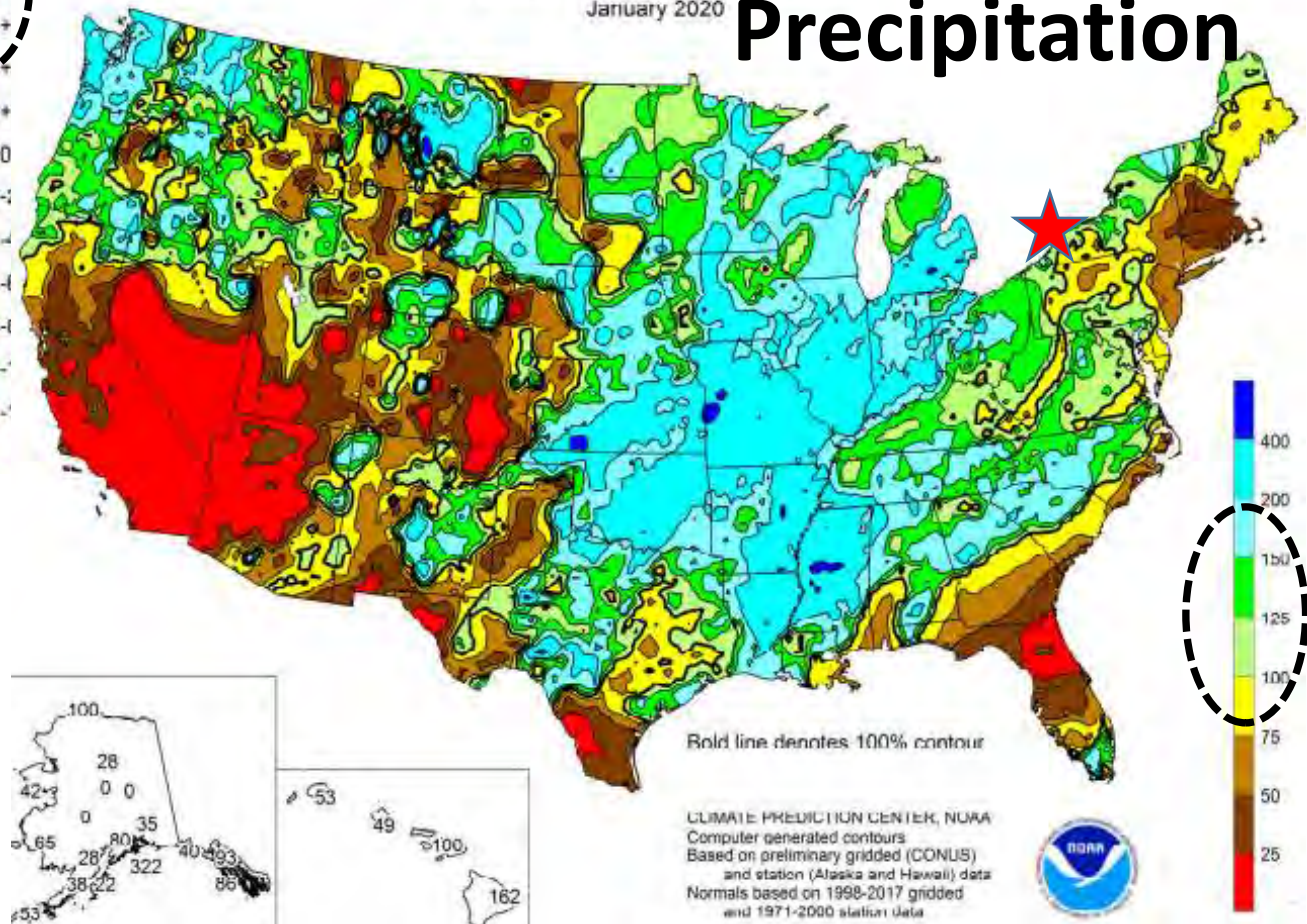 January 2020
Precipitation
0
400
200
150
125
100
75
50
25
Bold line denotes 100% contour
CLIMATE PREDICTION CENTER, NOAA
Computer generated contours
Based on preliminary gridded (CONUS)
and station (Alaska and Hawaii) data
Normals based on 1998-2017 gridded
and 1971-2000 station data
NOAA
100
28
42
0 0
0
35
65
80
28
322
40
493
38
22
86
53
53
49
100
162